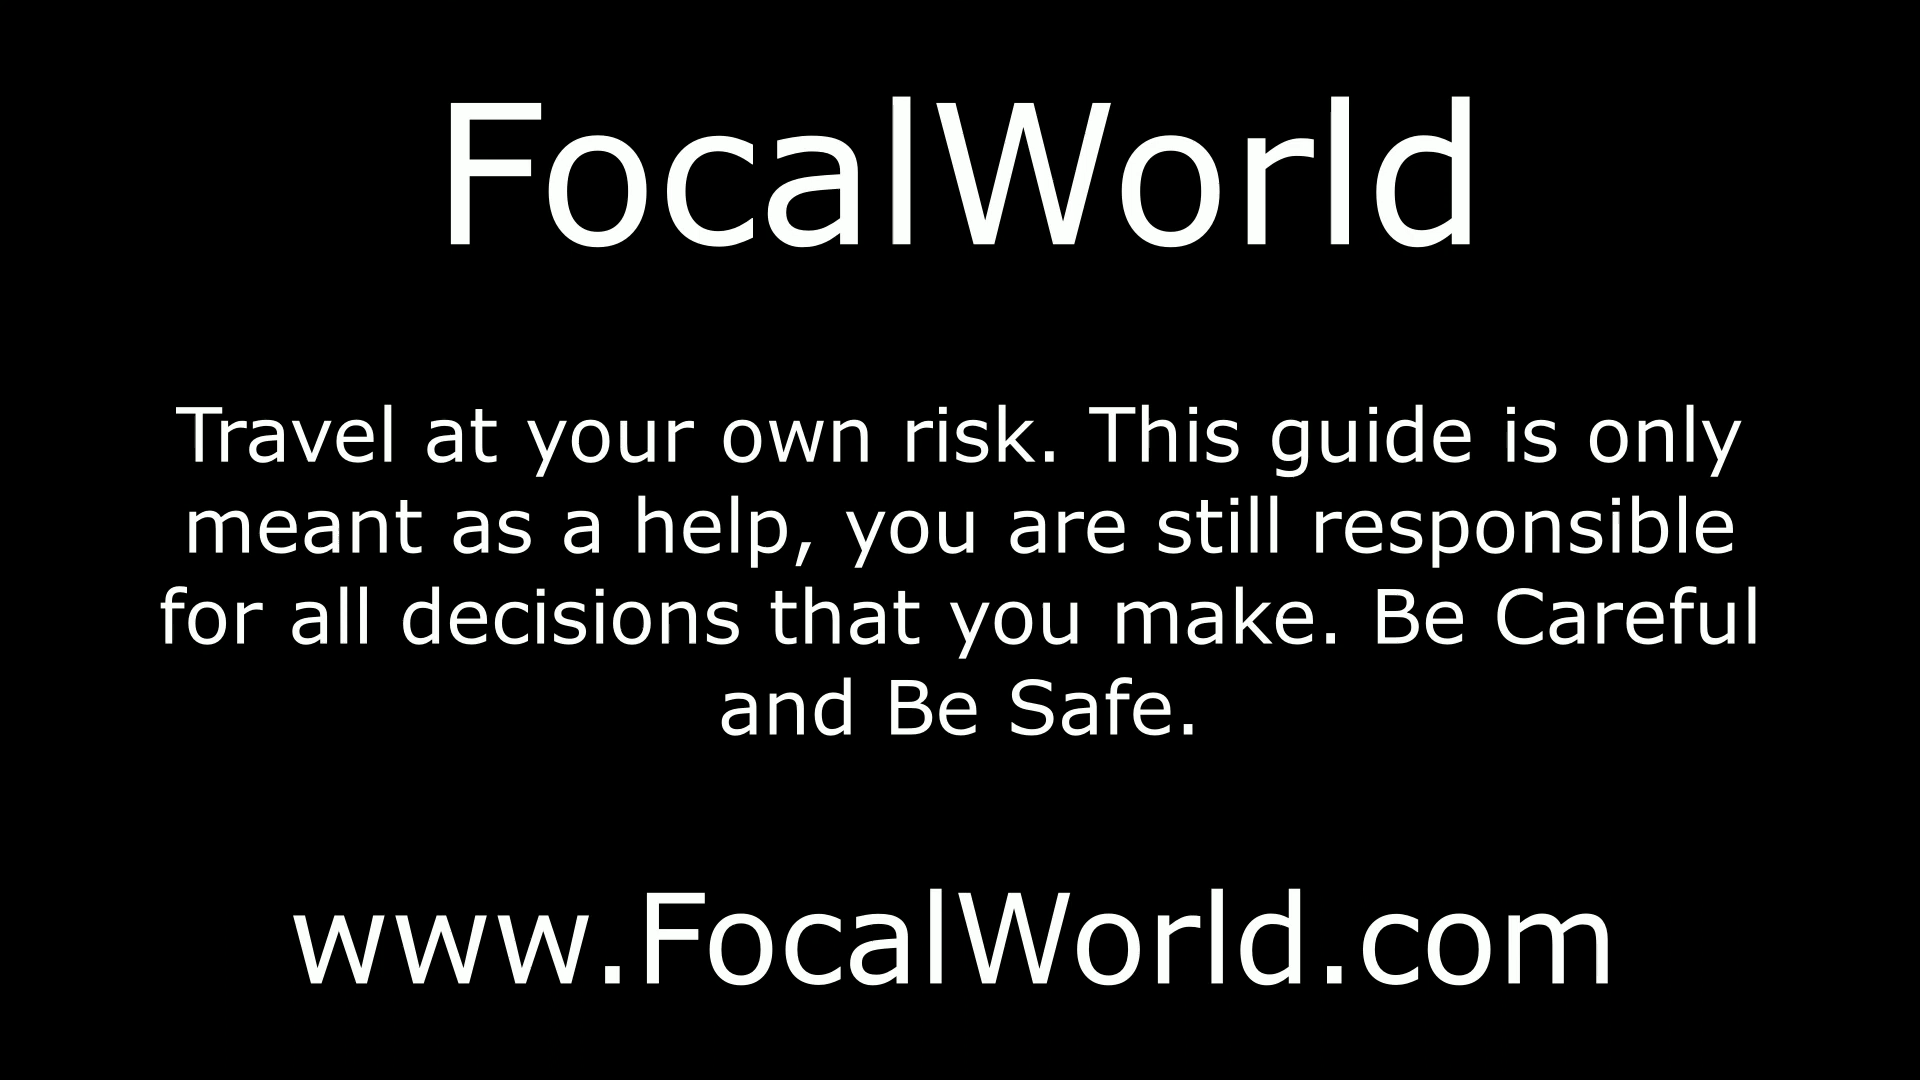 FocalWorld
Travel at your own risk. This guide is only
meant as a help, you are still responsible
for all decisions that you make. Be Careful
and Be Safe.
www.FocalWorld.com